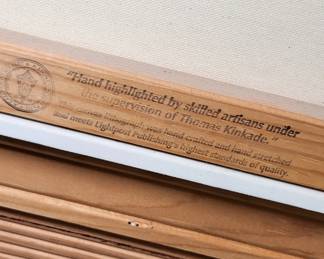 "Hand highlighted by skilled artisans under
the supervision of Thomas Kinkade."
This canvas lithograph was hand crafted and hand stretched
and meets Lightpost Publishing's highest standards of quality.